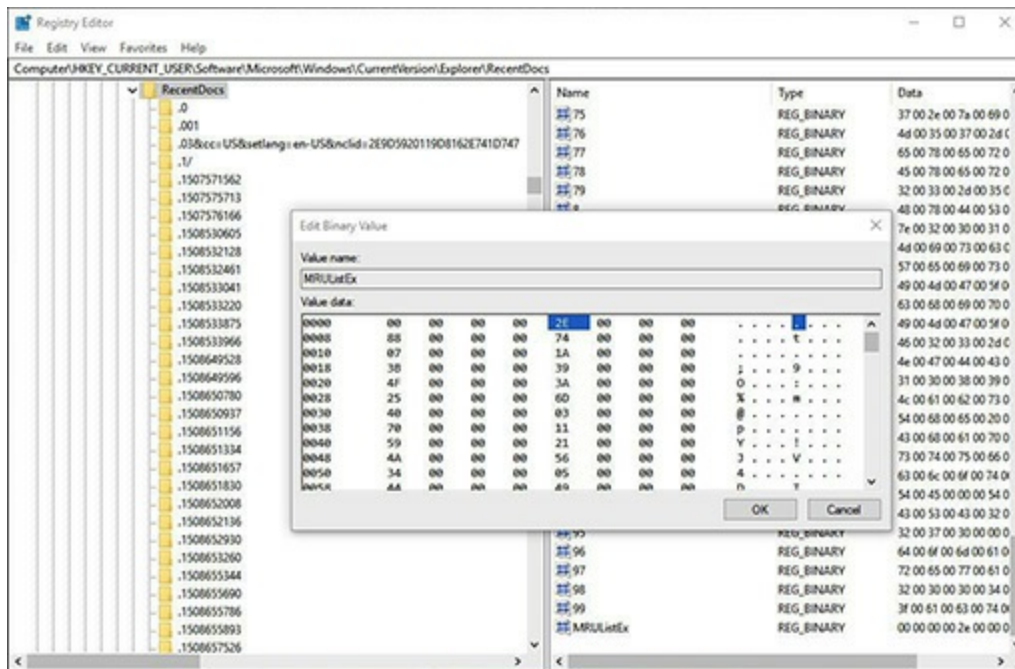 Registry Editor
File Edit View Favorites Help
Computer\HKEY_CURRENT_USER\Software\Microsoft\Windows\CurrentVersion\Explorer\RecentDocs
RecentDocs
.0
.001
.03&cc=US&setlang=en-US&nclid=2E9D5920119D8162E741D747
.1/
.1507571562
.1507575713
.1507576166
.1508530605
.1508532128
.1508532461
.1508533041
.1508533220
.1508533875
.1508533966
.1508649528
.1508649596
.1508650780
.1508650937
.1508651156
.1508651334
.1508651657
.1508651830
.1508652008
.1508652136
.1508652930
.1508653260
.1508655344
.1508655690
.1508655786
.1508655893
.1508657526
Name Type Data
75 REG_BINARY 37 00 2e 00 7a 00 69 0
76 REG_BINARY 4d 00 35 00 37 00 2d
77 REG_BINARY 65 00 78 00 65 00 72 0
78 REG_BINARY 45 00 78 00 65 00 72 0
79 REG_BINARY 32 00 33 00 2d 00 35
8 REG_BINARY 48 00 78 00 44 00 53 0
7e 00 32 00 30 00 31 0
4d 00 69 00 73 00 63
57 00 65 00 69 00 73 0
49 00 4d 00 47 00 5f 0
63 00 68 00 69 00 70 0
49 00 4d 00 47 00 5f 0
46 00 32 00 33 00 2d
4e 00 47 00 44 00 43 0
31 00 30 00 38 00 39 0
4c 00 61 00 62 00 73 0
54 00 68 00 65 00 20 0
43 00 68 00 61 00 70 0
73 00 74 00 75 00 66 0
63 00 6c 00 6f 00 74 0
54 00 45 00 00 00 54 0
43 00 53 00 43 00 32 0
95 REG_BINARY 32 00 37 00 30 00 00 0
96 REG_BINARY 64 00 6f 00 6d 00 61 0
97 REG_BINARY 72 00 65 00 77 00 61 0
98 REG_BINARY 32 00 30 00 30 00 34 0
99 REG_BINARY 3f 00 61 00 63 00 74 0
MRUListEx REG_BINARY 00 00 00 00 2e 00 00 0
Edit Binary Value
Value name:
MRUListEx
Value data:
0000 00 00 00 00 2E 00 00 00 . . . . . . . .
0008 88 00 00 00 74 00 00 00 . . . . t . . .
0010 07 00 00 00 1A 00 00 00 . . . . . . . .
0018 3B 00 00 00 39 00 00 00 ; . . . 9 . . .
0020 4F 00 00 00 3A 00 00 00 O . . . : . . .
0028 25 00 00 00 6D 00 00 00 % . . . m . . .
0030 40 00 00 00 03 00 00 00 @ . . . . . . .
0038 70 00 00 00 11 00 00 00 p . . . . . . .
0040 59 00 00 00 21 00 00 00 Y . . . ! . . .
0048 4A 00 00 00 56 00 00 00 J . . . V . . .
0050 34 00 00 00 05 00 00 00 4 . . . . . . .
0058 44 00 00 00 49 00 00 00 D . . . I . . .
OK Cancel